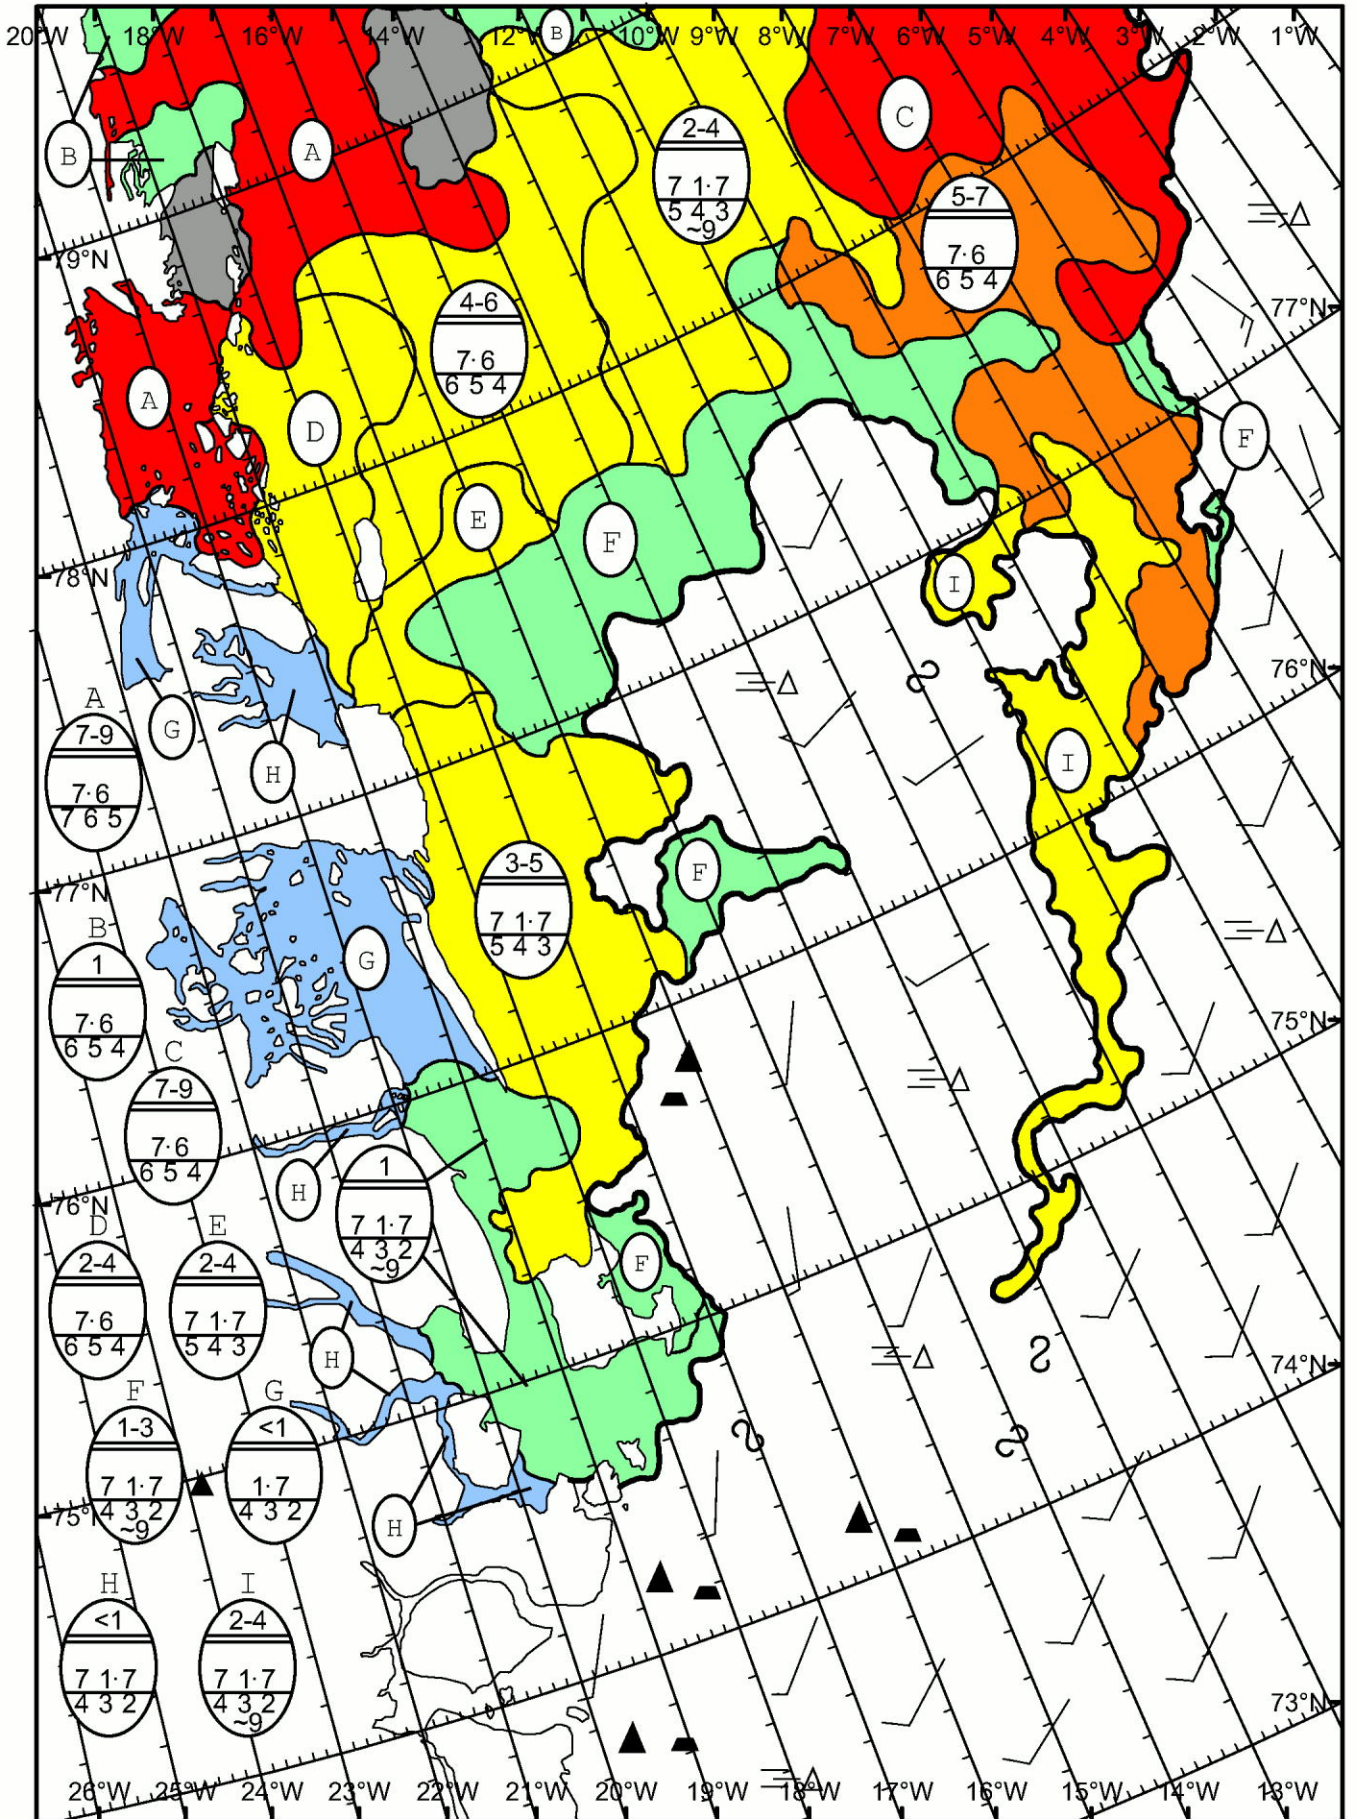 20°W 18°W 16°W 14°W 12°W B 10°W 9°W 8°W 7°W 6°W 5°W 4°W 3°W 2°W 1°W
C
2-4
7 1·7
5 4 3
~9
B
A
5-7
7·6
6 5 4
79°N
77°N
4-6
7·6
6 5 4
A
D
F
E
F
78°N
I
76°N
A
7-9
7·6
7 6 5
G
H
I
3-5
7 1·7
5 4 3
F
77°N
B
1
7·6
6 5 4
G
75°N
C
7-9
7·6
6 5 4
H
1
7 1·7
4 3 2
~9
76°N
D
2-4
7·6
6 5 4
E
2-4
7 1·7
5 4 3
F
H
74°N
F
1-3
7 1·7
4 3 2
~9
G
<1
1·7
4 3 2
75°N
H
H
<1
7 1·7
4 3 2
I
2-4
7 1·7
4 3 2
~9
73°N
26°W 25°W 24°W 23°W 22°W 21°W 20°W 19°W 18°W 17°W 16°W 15°W 14°W 13°W